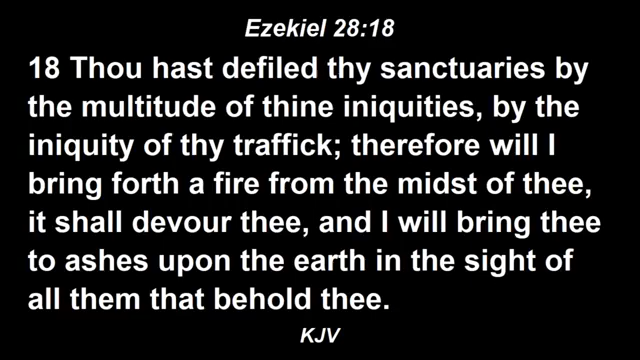 Ezekiel 28:18
18 Thou hast defiled thy sanctuaries by
the multitude of thine iniquities, by the
iniquity of thy traffick; therefore will I
bring forth a fire from the midst of thee,
it shall devour thee, and I will bring thee
to ashes upon the earth in the sight of
all them that behold thee.
KJV